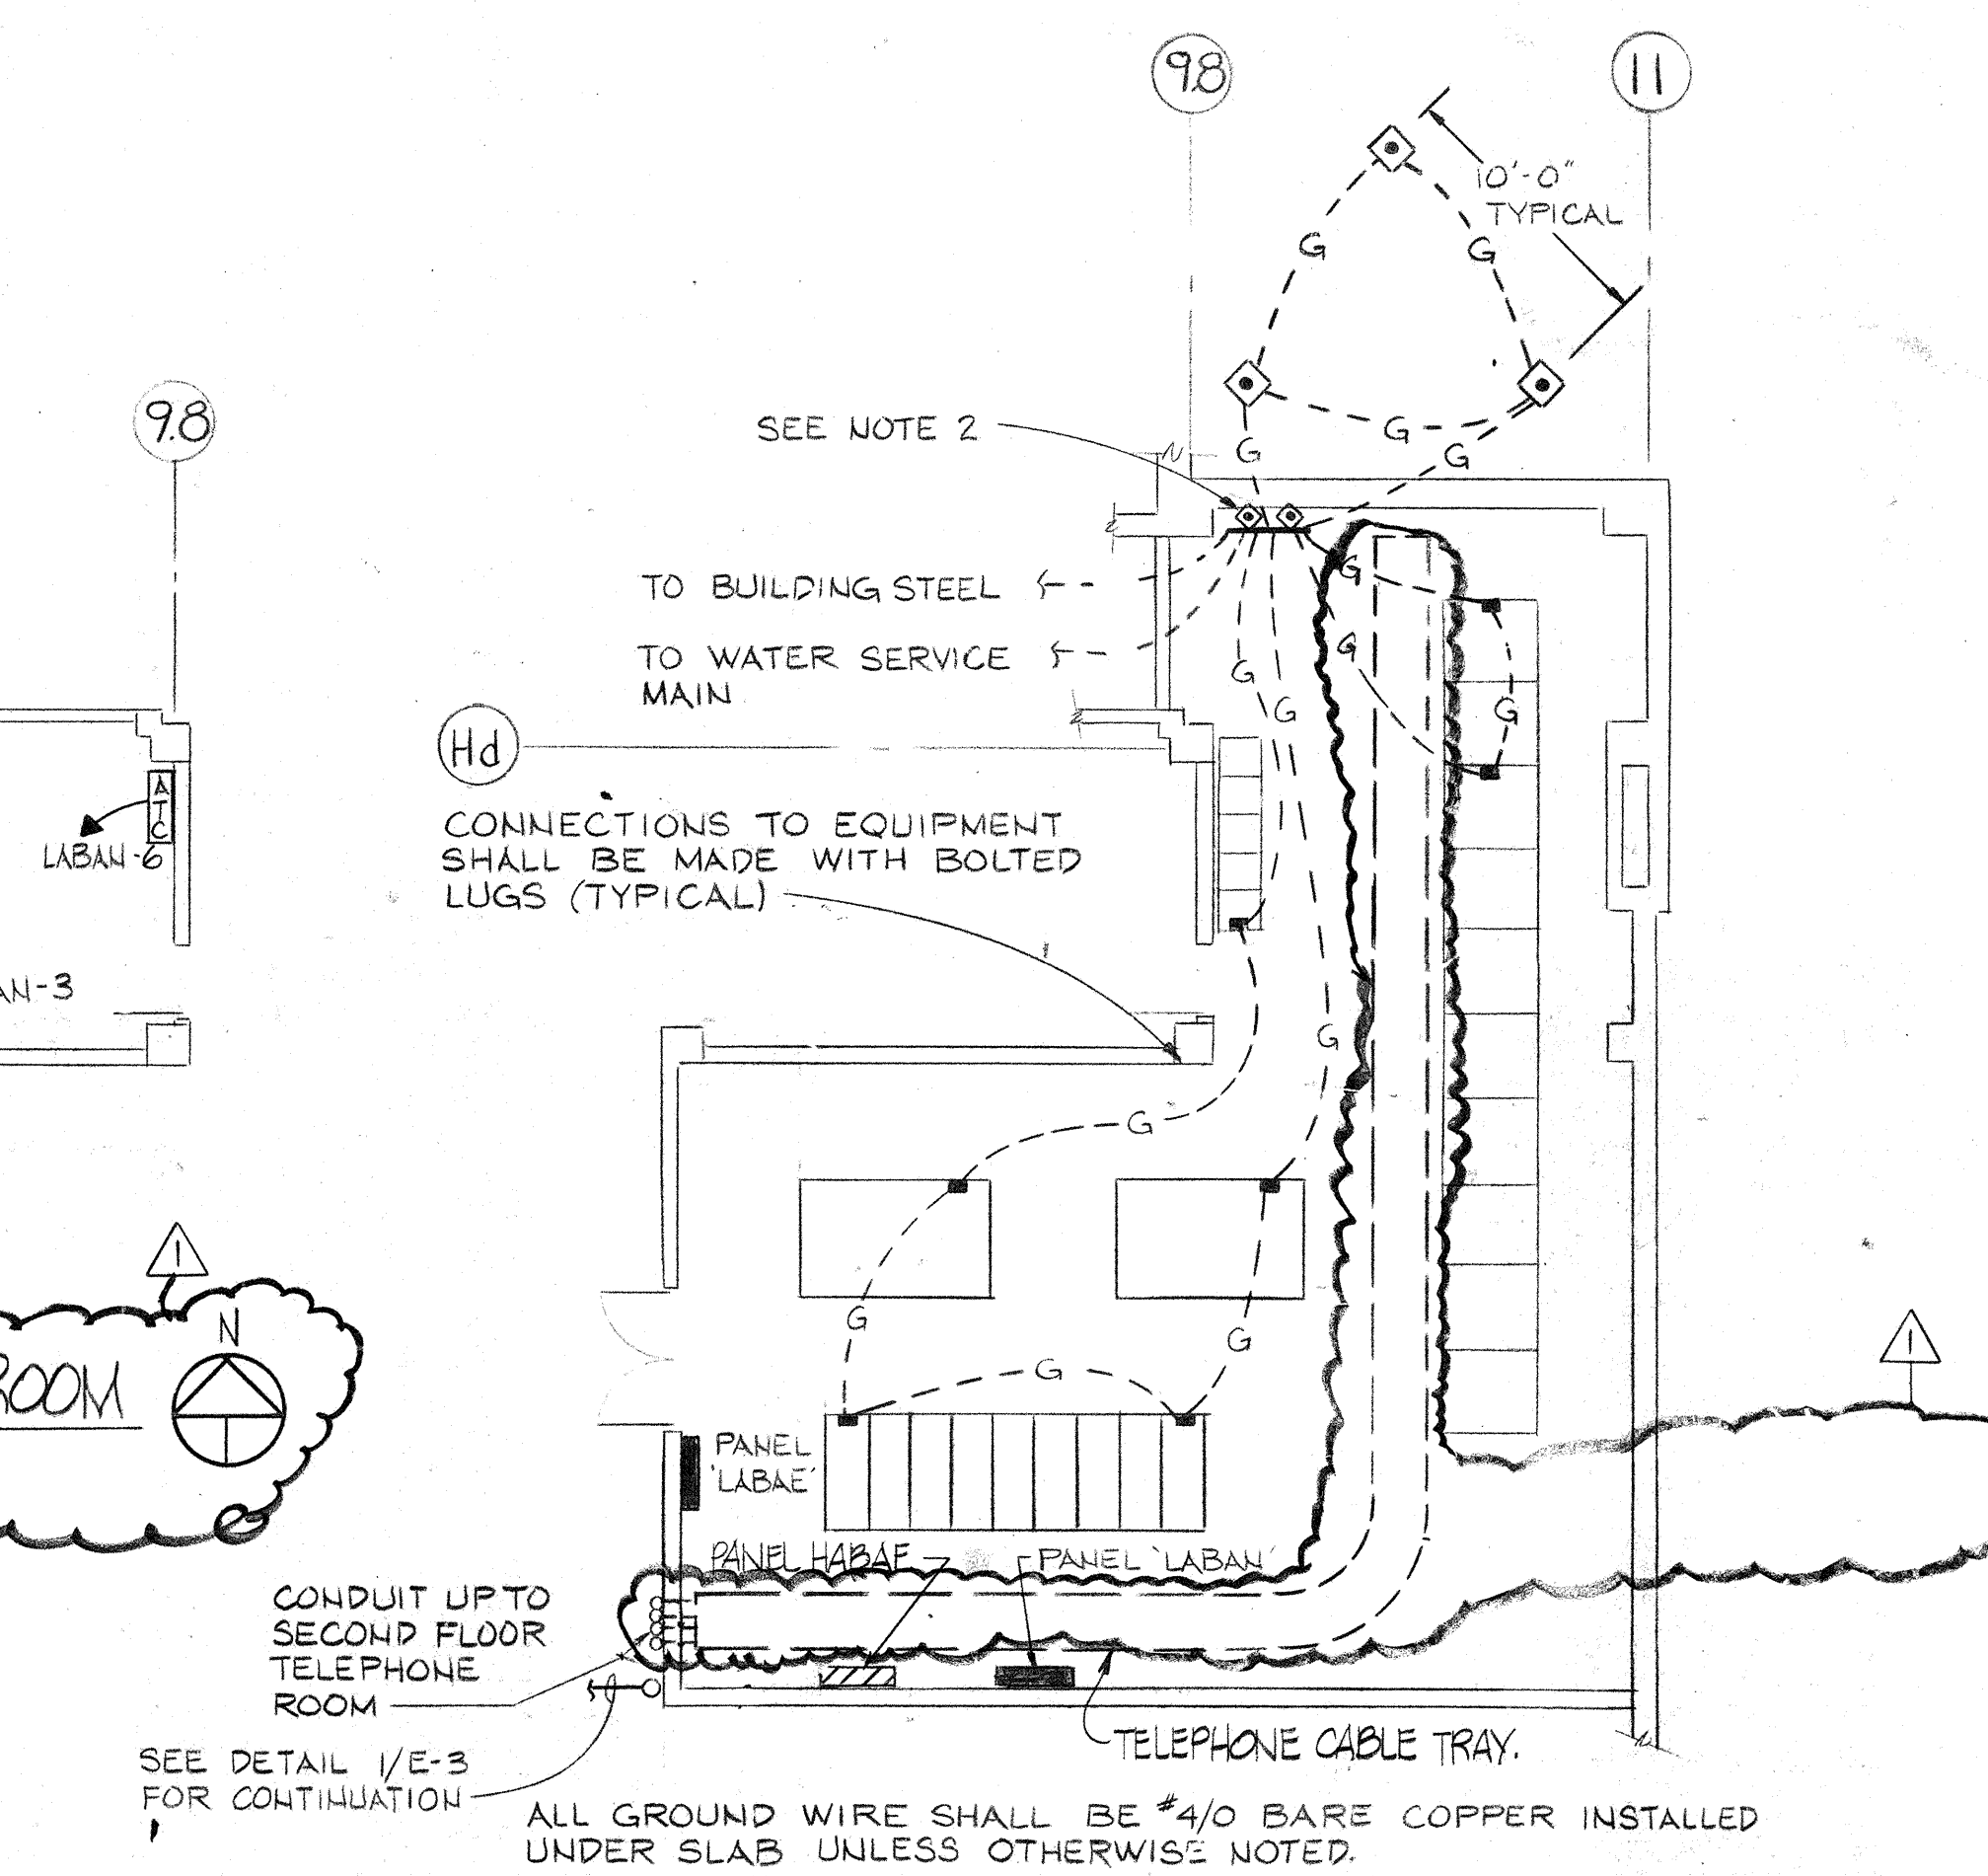 9.8
11
10'-0"
TYPICAL
G
G
9.8
SEE NOTE 2
G
G
G
TO BUILDING STEEL
G
TO WATER SERVICE
MAIN
G
G
G
G
Hd
A
T
C
LABAN-6
CONNECTIONS TO EQUIPMENT
SHALL BE MADE WITH BOLTED
LUGS (TYPICAL)
AN-3
G
G
1
N
ROOM
G
G
G
1
PANEL
'LABAE'
PANEL HABAF
PANEL 'LABAN'
CONDUIT UP TO
SECOND FLOOR
TELEPHONE
ROOM
TELEPHONE CABLE TRAY.
SEE DETAIL 1/E-3
FOR CONTINUATION
ALL GROUND WIRE SHALL BE #4/0 BARE COPPER INSTALLED
UNDER SLAB UNLESS OTHERWISE NOTED.